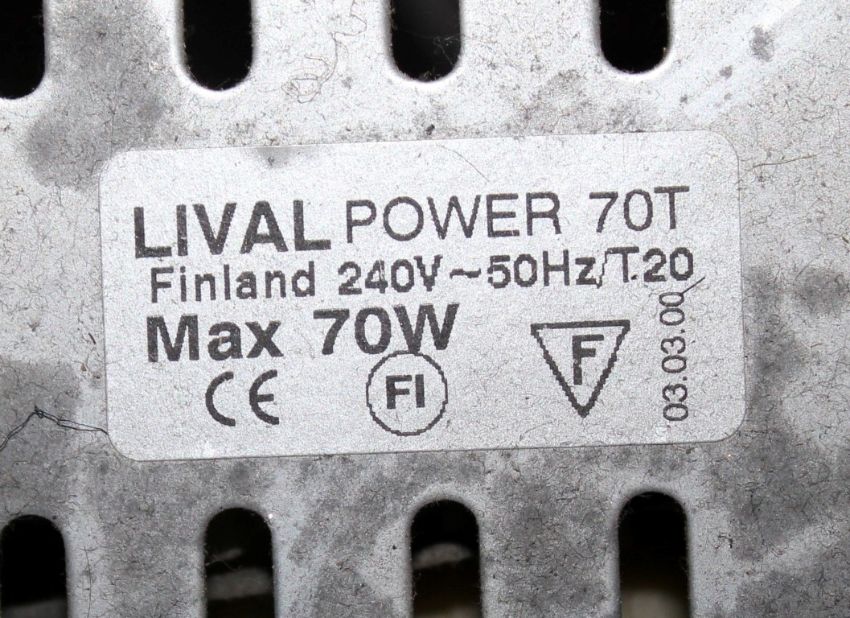 LIVAL POWER 70T
Finland 240V~50Hz/T.20
Max 70W
CE FI F
03.03.00